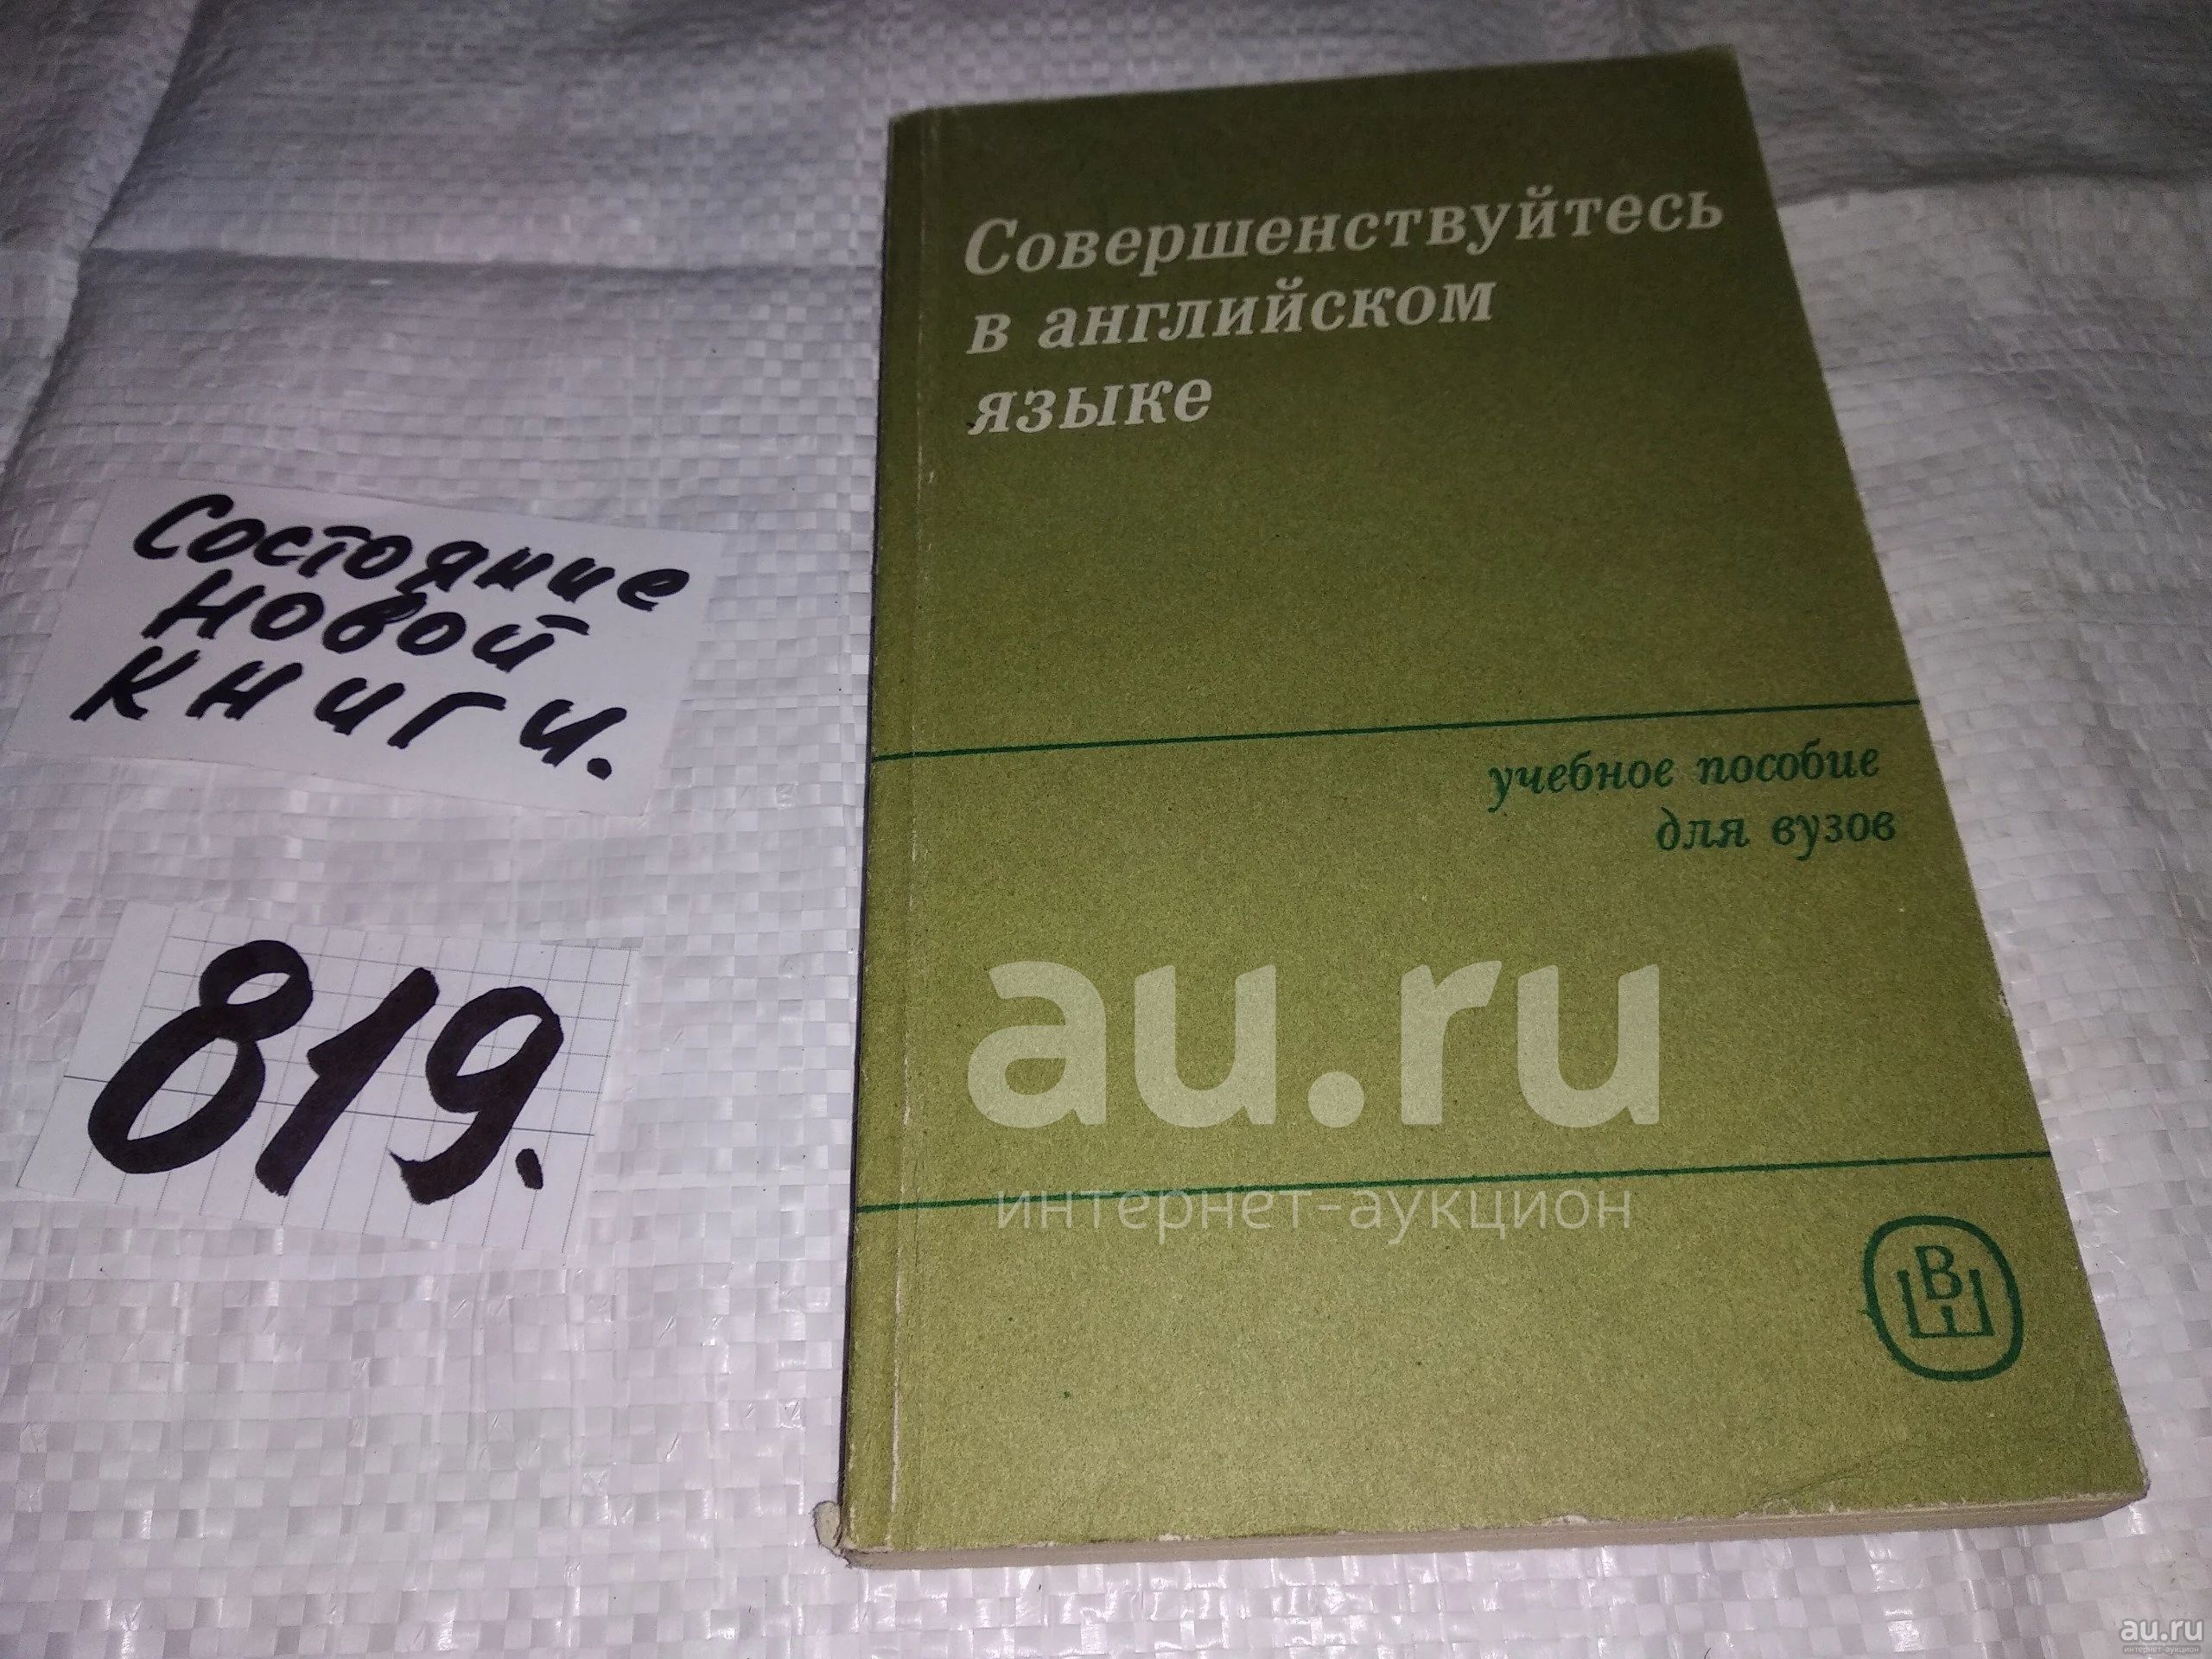 Совершенствуйтесь
в английском
языке
учебное пособие
для вузов
ВШ
Состояние
новой
книги.
819.
au.ru
интернет-аукцион
au.ru
интернет-аукцион